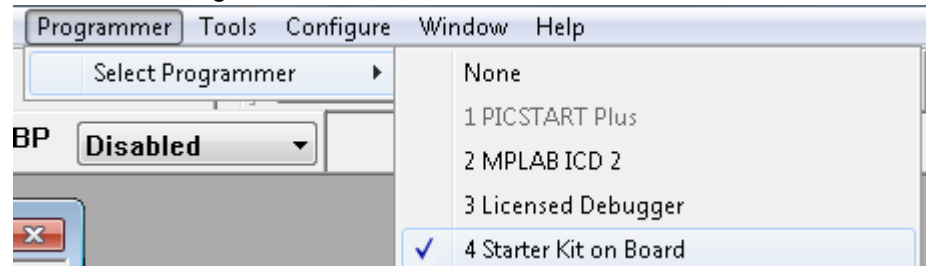 Programmer Tools Configure Window Help
Select Programmer
None
1 PICSTART Plus
BP Disabled
2 MPLAB ICD 2
3 Licensed Debugger
4 Starter Kit on Board